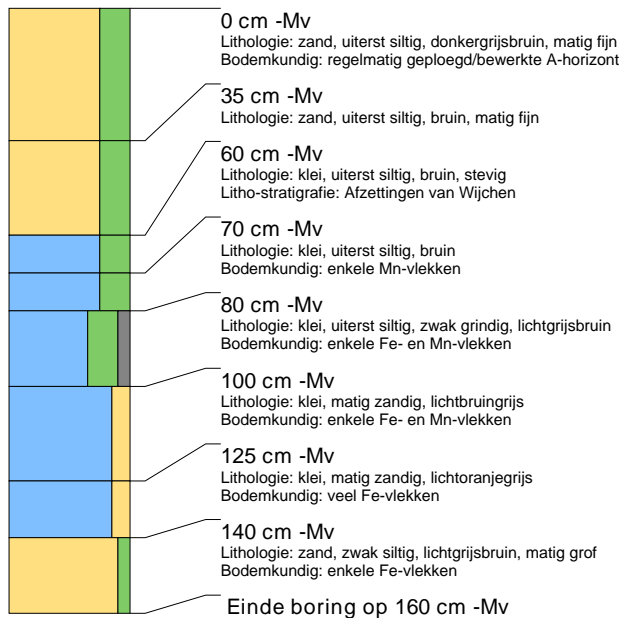 0 cm -Mv
Lithologie: zand, uiterst siltig, donkergrijsbruin, matig fijn
Bodemkundig: regelmatig geploegd/bewerkte A-horizont
35 cm -Mv
Lithologie: zand, uiterst siltig, bruin, matig fijn
60 cm -Mv
Lithologie: klei, uiterst siltig, bruin, stevig
Litho-stratigrafie: Afzettingen van Wijchen
70 cm -Mv
Lithologie: klei, uiterst siltig, bruin
Bodemkundig: enkele Mn-vlekken
80 cm -Mv
Lithologie: klei, uiterst siltig, zwak grindig, lichtgrijsbruin
Bodemkundig: enkele Fe- en Mn-vlekken
100 cm -Mv
Lithologie: klei, matig zandig, lichtbruingrijs
Bodemkundig: enkele Fe- en Mn-vlekken
125 cm -Mv
Lithologie: klei, matig zandig, lichtoranjegrijs
Bodemkundig: veel Fe-vlekken
140 cm -Mv
Lithologie: zand, zwak siltig, lichtgrijsbruin, matig grof
Bodemkundig: enkele Fe-vlekken
Einde boring op 160 cm -Mv